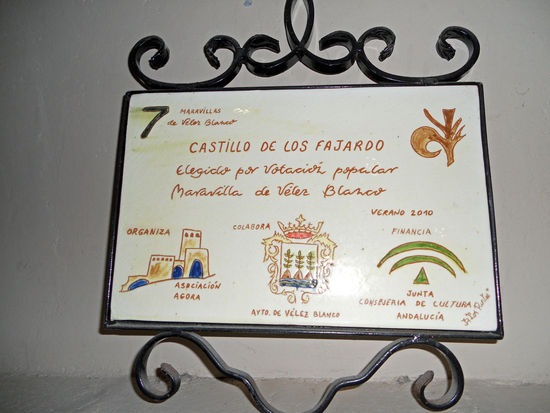 7 MARAVILLAS
de Vélez Blanco
CASTILLO DE LOS FAJARDO
Elegido por Votación popular
Maravilla de Vélez Blanco
VERANO 2010
ORGANIZA
ASOCIACIÓN
AGORA
COLABORA
AYTO. DE VÉLEZ BLANCO
FINANCIA
JUNTA
CONSEJERIA DE CULTURA
ANDALUCÍA